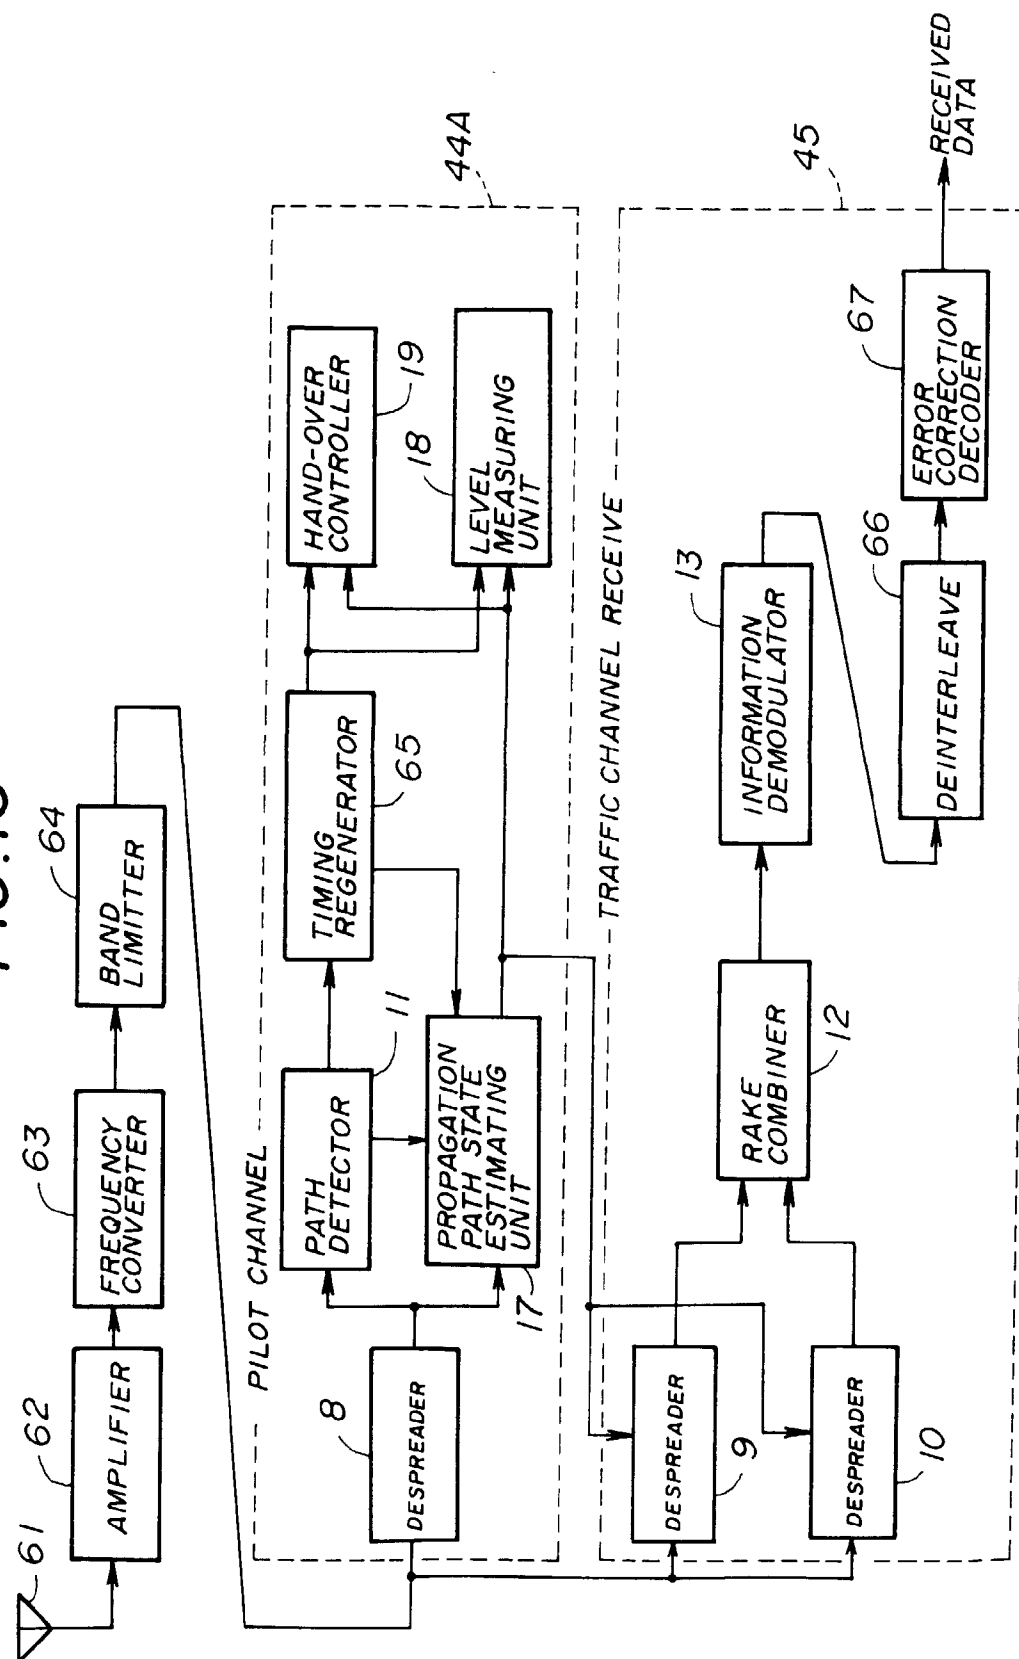 61
62
AMPLIFIER
63
FREQUENCY
CONVERTER
64
BAND
LIMITTER
PILOT CHANNEL
44A
8
DESPREADER
PATH
DETECTOR
11
PROPAGATION
PATH STATE
ESTIMATING
UNIT
17
TIMING
REGENERATOR
65
HAND-OVER
CONTROLLER
19
18
LEVEL
MEASURING
UNIT
TRAFFIC CHANNEL RECEIVE
45
DESPREADER
9
DESPREADER
10
RAKE
COMBINER
12
13
INFORMATION
DEMODULATOR
66
DEINTERLEAVE
67
ERROR
CORRECTION
DECODER
RECEIVED
DATA